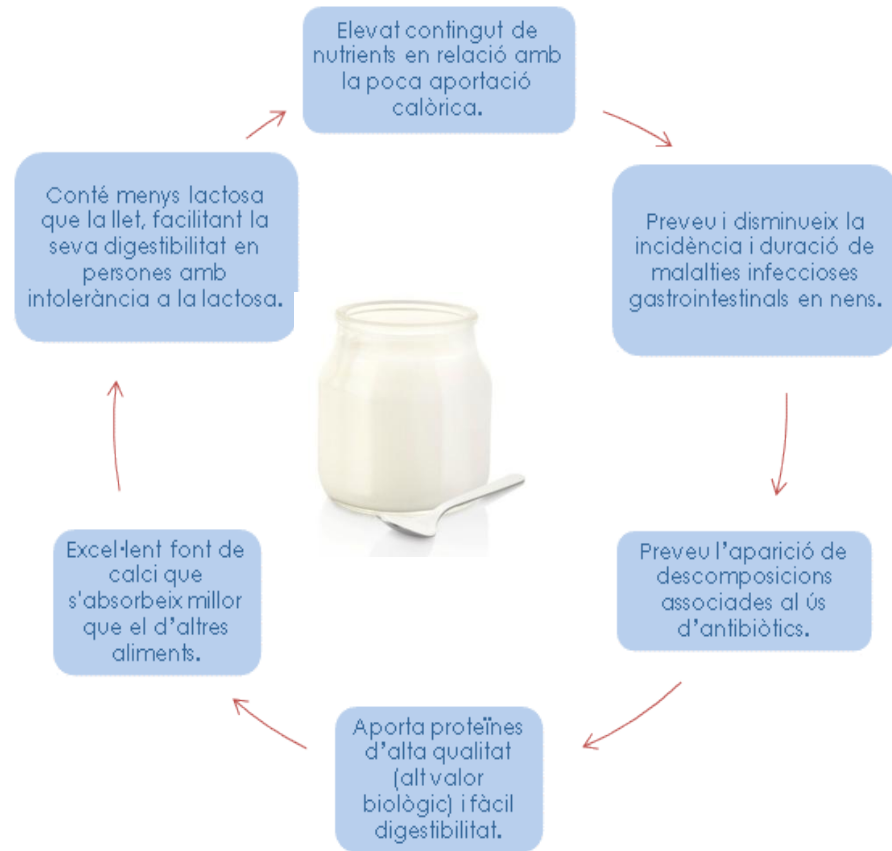 Elevat contingut de
nutrients en relació amb
la poca aportació
calòrica.
Preveu i disminueix la
incidència i duració de
malalties infeccioses
gastrointestinals en nens.
Preveu l'aparició de
descomposicions
associades al ús
d'antibiòtics.
Aporta proteïnes
d'alta qualitat
(alt valor
biològic) i fàcil
digestibilitat.
Excel·lent font de
calci que
s'absorbeix millor
que el d'altres
aliments.
Conté menys lactosa
que la llet, facilitant la
seva digestibilitat en
persones amb
intolerància a la lactosa.